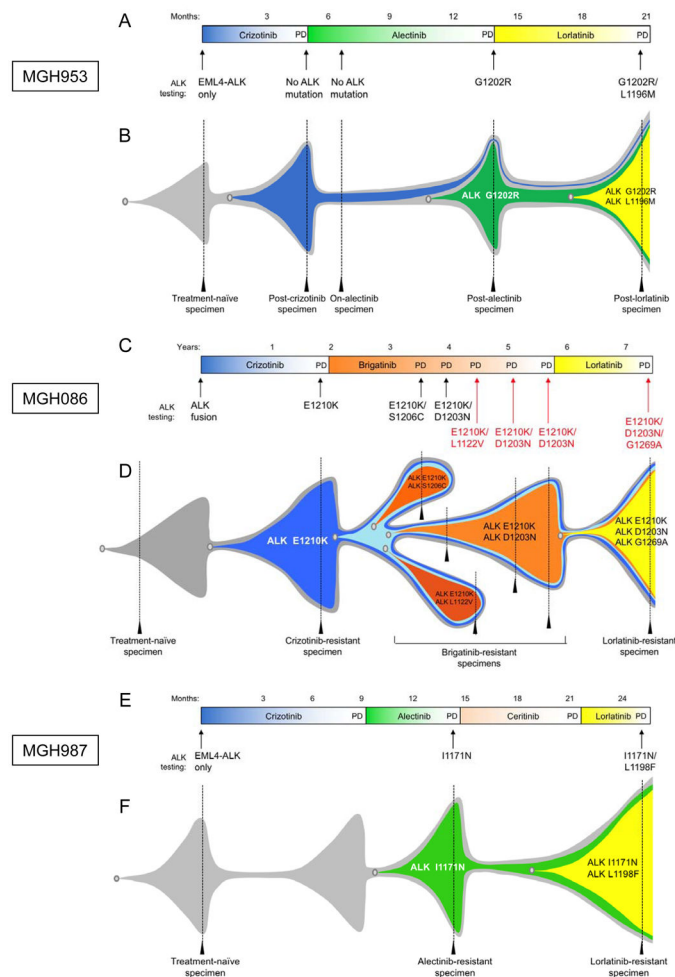 A
Months: 3 6 9 12 15 18 21
Crizotinib PD Alectinib PD Lorlatinib PD
MGH953
ALK testing:
EML4-ALK only
No ALK mutation
No ALK mutation
G1202R
G1202R/ L1196M
B
ALK G1202R
ALK G1202R
ALK L1196M
Treatment-naïve specimen
Post-crizotinib specimen
On-alectinib specimen
Post-alectinib specimen
Post-lorlatinib specimen
C
Years: 1 2 3 4 5 6 7
Crizotinib PD Brigatinib PD PD PD PD PD Lorlatinib PD
MGH086
ALK testing:
ALK fusion
E1210K
E1210K/ S1206C
E1210K/ D1203N
E1210K/ L1122V
E1210K/ D1203N
E1210K/ D1203N
E1210K/ D1203N/ G1269A
D
ALK E1210K
ALK E1210K
ALK S1206C
ALK E1210K
ALK D1203N
ALK E1210K
ALK L1122V
ALK E1210K
ALK D1203N
ALK G1269A
Treatment-naïve specimen
Crizotinib-resistant specimen
Brigatinib-resistant specimens
Lorlatinib-resistant specimen
E
Months: 3 6 9 12 15 18 21 24
Crizotinib PD Alectinib PD Ceritinib PD Lorlatinib PD
MGH987
ALK testing:
EML4-ALK only
I1171N
I1171N/ L1198F
F
ALK I1171N
ALK I1171N
ALK L1198F
Treatment-naïve specimen
Alectinib-resistant specimen
Lorlatinib-resistant specimen